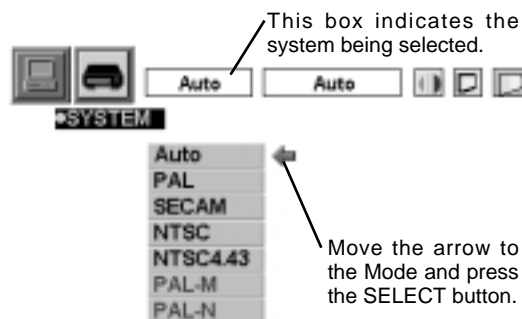 This box indicates the
system being selected.
Auto Auto
SYSTEM
Auto
PAL
SECAM
NTSC
NTSC4.43
PAL-M
PAL-N
Move the arrow to
the Mode and press
the SELECT button.